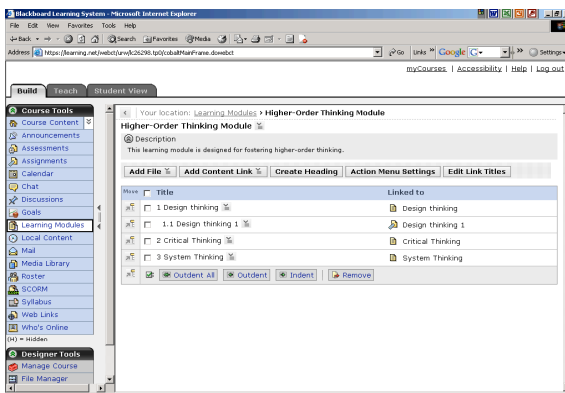 Blackboard Learning System - Microsoft Internet Explorer
File Edit View Favorites Tools Help
Back Search Favorites Media
Address https://learning.net/webct/urw/lc26298.tp0/cobaltMainFrame.dowebct Go Links » Google » Settings
myCourses | Accessibility | Help | Log out
Build Teach Student View
Course Tools
Course Content
Announcements
Assessments
Assignments
Calendar
Chat
Discussions
Goals
Learning Modules
Local Content
Mail
Media Library
Roster
SCORM
Syllabus
Web Links
Who's Online
(H) = Hidden
Designer Tools
Manage Course
File Manager
Your location: Learning Modules › Higher-Order Thinking Module
Higher-Order Thinking Module
Description
This learning module is designed for fostering higher-order thinking.
Add File Add Content Link Create Heading Action Menu Settings Edit Link Titles
Move Title Linked to
1 Design thinking Design thinking
1.1 Design thinking 1 Design thinking 1
2 Critical Thinking Critical Thinking
3 System Thinking System Thinking
Outdent All Outdent Indent Remove